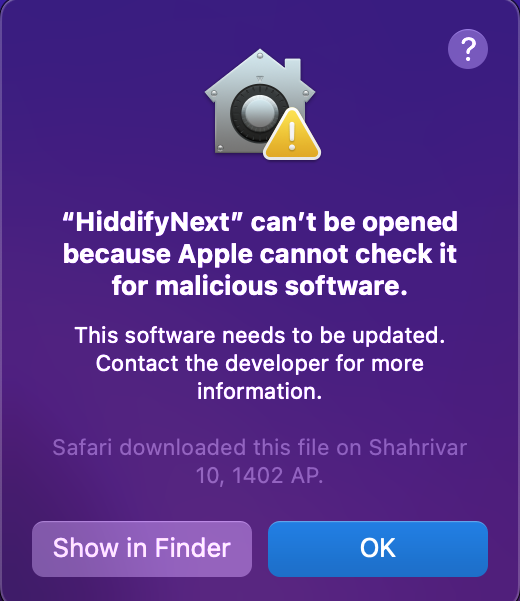 ?
“HiddifyNext” can’t be opened
because Apple cannot check it
for malicious software.
This software needs to be updated.
Contact the developer for more
information.
Safari downloaded this file on Shahrivar
10, 1402 AP.
Show in Finder
OK